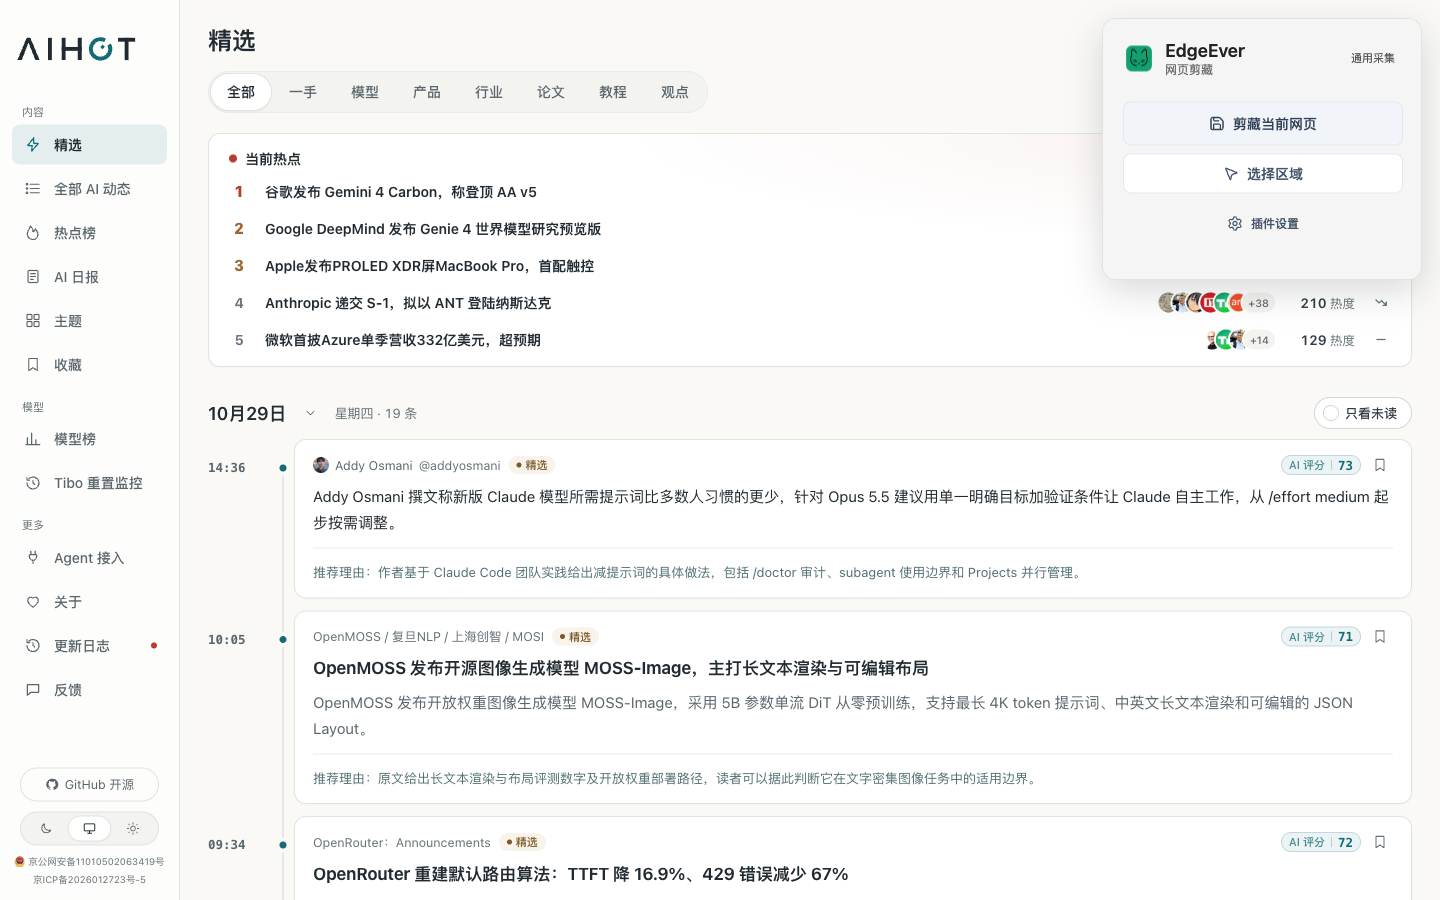 AIHOT
内容
精选
全部 AI 动态
热点榜
AI 日报
主题
收藏
模型
模型榜
Tibo 重置监控
更多
Agent 接入
关于
更新日志
反馈
GitHub 开源
京公网安备11010502063419号
京ICP备2026012723号-5
精选
全部 一手 模型 产品 行业 论文 教程 观点
当前热点
1 谷歌发布 Gemini 4 Carbon，称登顶 AA v5
2 Google DeepMind 发布 Genie 4 世界模型研究预览版
3 Apple发布PROLED XDR屏MacBook Pro，首配触控
4 Anthropic 递交 S-1，拟以 ANT 登陆纳斯达克 +38 210 热度
5 微软首披Azure单季营收332亿美元，超预期 +14 129 热度
EdgeEver
网页剪藏
通用采集
剪藏当前网页
选择区域
插件设置
10月29日 星期四 · 19 条 只看未读
14:36
Addy Osmani @addyosmani 精选 AI 评分 73
Addy Osmani 撰文称新版 Claude 模型所需提示词比多数人习惯的更少，针对 Opus 5.5 建议用单一明确目标加验证条件让 Claude 自主工作，从 /effort medium 起
步按需调整。
推荐理由：作者基于 Claude Code 团队实践给出减提示词的具体做法，包括 /doctor 审计、subagent 使用边界和 Projects 并行管理。
10:05
OpenMOSS / 复旦NLP / 上海创智 / MOSI 精选 AI 评分 71
OpenMOSS 发布开源图像生成模型 MOSS-Image，主打长文本渲染与可编辑布局
OpenMOSS 发布开放权重图像生成模型 MOSS-Image，采用 5B 参数单流 DiT 从零预训练，支持最长 4K token 提示词、中英文长文本渲染和可编辑的 JSON
Layout。
推荐理由：原文给出长文本渲染与布局评测数字及开放权重部署路径，读者可以据此判断它在文字密集图像任务中的适用边界。
09:34
OpenRouter：Announcements 精选 AI 评分 72
OpenRouter 重建默认路由算法：TTFT 降 16.9%、429 错误减少 67%